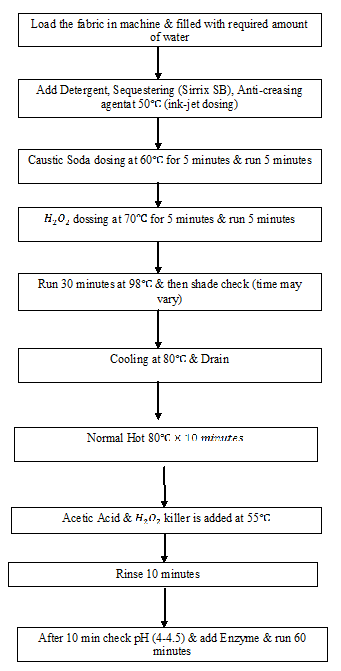 Load the fabric in machine & filled with required amount
of water
Add Detergent, Sequestering (Sirrix SB), Anti-creasing
agentat 50℃ (ink-jet dosing)
Caustic Soda dosing at 60℃ for 5 minutes & run 5 minutes
H₂O₂ dossing at 70℃ for 5 minutes & run 5 minutes
Run 30 minutes at 98℃ & then shade check (time may
vary)
Cooling at 80℃ & Drain
Normal Hot 80℃ × 10 minutes
Acetic Acid & H₂O₂ killer is added at 55℃
Rinse 10 minutes
After 10 min check pH (4-4.5) & add Enzyme & run 60
minutes